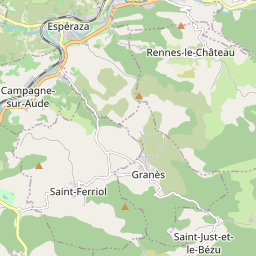 Espéraza
Rennes-le-Château
Campagne-
sur-Aude
Granès
Saint-Ferriol
Saint-Just-et-
le-Bézu